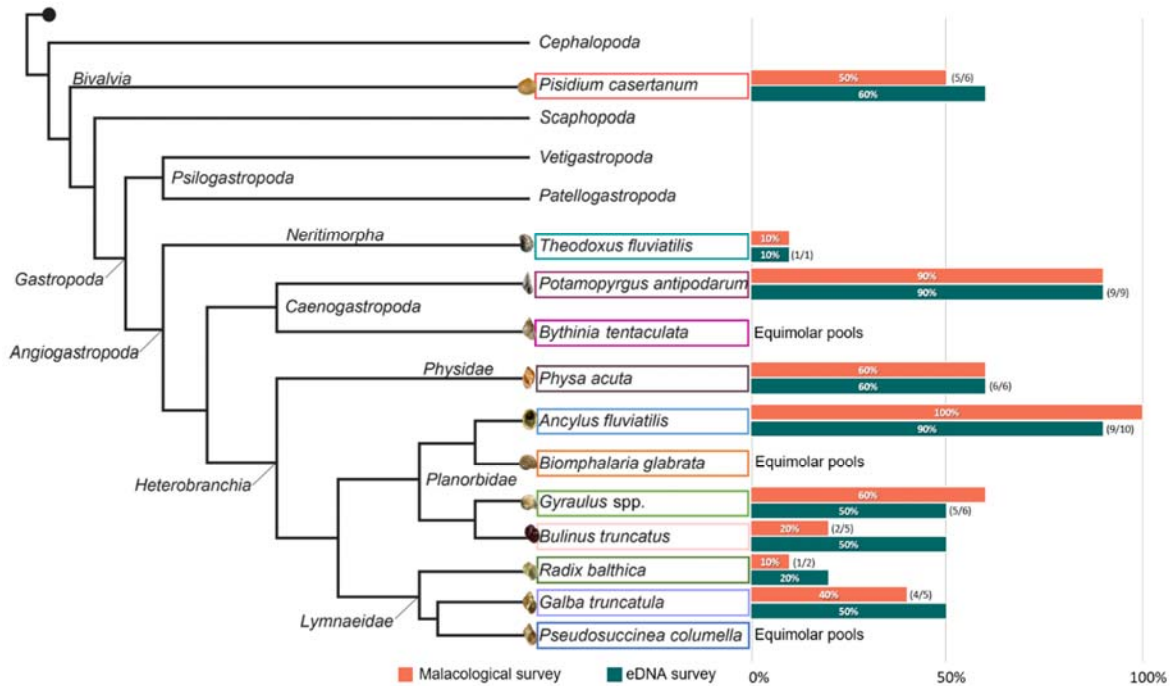 Cephalopoda
Bivalvia
Pisidium casertanum
50% (5/6)
60%
Scaphopoda
Vetigastropoda
Psilogastropoda
Patellogastropoda
Neritimorpha
Theodoxus fluviatilis
10%
10% (1/1)
Gastropoda
Potamopyrgus antipodarum
90%
90% (9/9)
Caenogastropoda
Bythinia tentaculata
Equimolar pools
Angiogastropoda
Physidae
Physa acuta
60%
60% (6/6)
Ancylus fluviatilis
100%
90% (9/10)
Biomphalaria glabrata
Equimolar pools
Planorbidae
Heterobranchia
Gyraulus spp.
60%
50% (5/6)
Bulinus truncatus
20% (2/5)
50%
Radix balthica
10% (1/2)
20%
Galba truncatula
40% (4/5)
50%
Lymnaeidae
Pseudosuccinea columella
Equimolar pools
Malacological survey
eDNA survey
0%
50%
100%